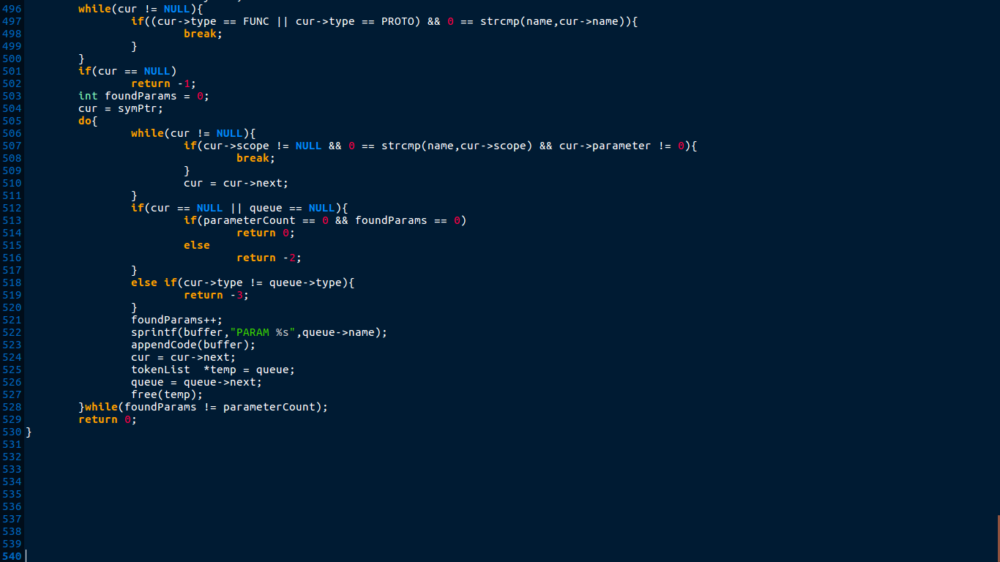 496 while(cur != NULL){
497 if((cur->type == FUNC || cur->type == PROTO) && 0 == strcmp(name,cur->name)){
498 break;
499 }
500 }
501 if(cur == NULL)
502 return -1;
503 int foundParams = 0;
504 cur = symPtr;
505 do{
506 while(cur != NULL){
507 if(cur->scope != NULL && 0 == strcmp(name,cur->scope) && cur->parameter != 0){
508 break;
509 }
510 cur = cur->next;
511 }
512 if(cur == NULL || queue == NULL){
513 if(parameterCount == 0 && foundParams == 0)
514 return 0;
515 else
516 return -2;
517 }
518 else if(cur->type != queue->type){
519 return -3;
520 }
521 foundParams++;
522 sprintf(buffer,"PARAM %s",queue->name);
523 appendCode(buffer);
524 cur = cur->next;
525 tokenList  *temp = queue;
526 queue = queue->next;
527 free(temp);
528 }while(foundParams != parameterCount);
529 return 0;
530 }
531
532
533
534
535
536
537
538
539
540